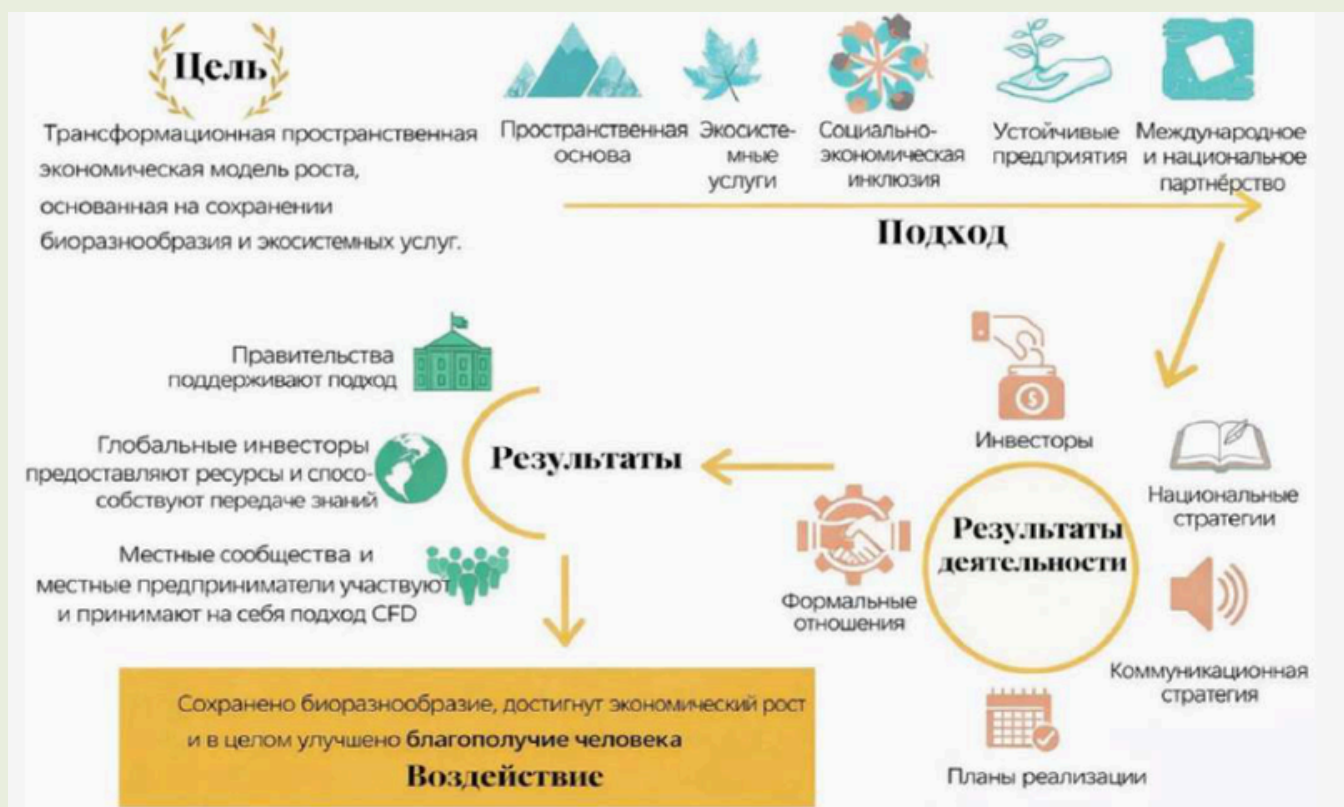 Цель
Трансформационная пространственная
экономическая модель роста,
основанная на сохранении
биоразнообразия и экосистемных услуг.
Пространственная
основа
Экосисте-
мные
услуги
Социально-
экономическая
инклюзия
Устойчивые
предприятия
Международное
и национальное
партнёрство
Подход
Инвесторы
Национальные
стратегии
Результаты
деятельности
Формальные
отношения
Коммуникационная
стратегия
Планы реализации
Результаты
Правительства
поддерживают подход
Глобальные инвесторы
предоставляют ресурсы и спосо-
собствуют передаче знаний
Местные сообщества и
местные предприниматели участвуют
и принимают на себя подход CFD
Сохранено биоразнообразие, достигнут экономический рост
и в целом улучшено благополучие человека
Воздействие